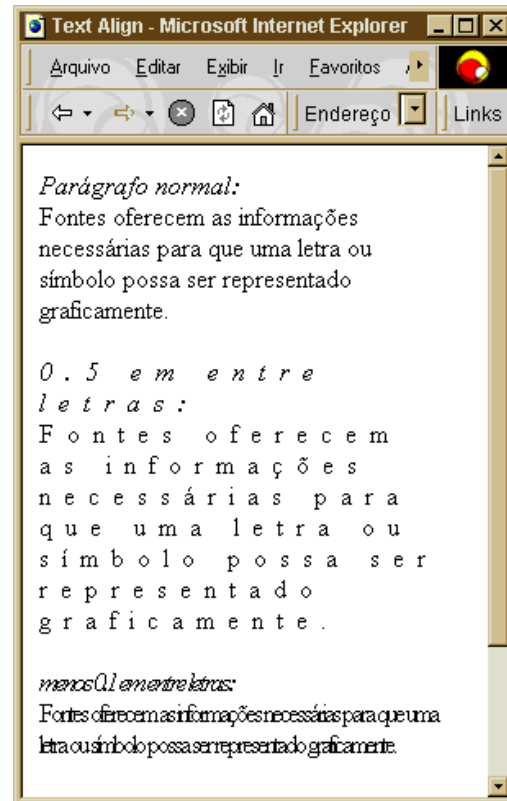 Text Align - Microsoft Internet Explorer
Arquivo Editar Exibir Ir Favoritos
Endereço Links
Parágrafo normal:
Fontes oferecem as informações
necessárias para que uma letra ou
símbolo possa ser representado
graficamente.
0.5 em entre
letras:
Fontes oferecem
as informações
necessárias para
que uma letra ou
símbolo possa ser
representado
graficamente.
menos 0.1 em entre letras:
Fontes oferecem as informações necessárias para que uma
letra ou símbolo possa ser representado graficamente.